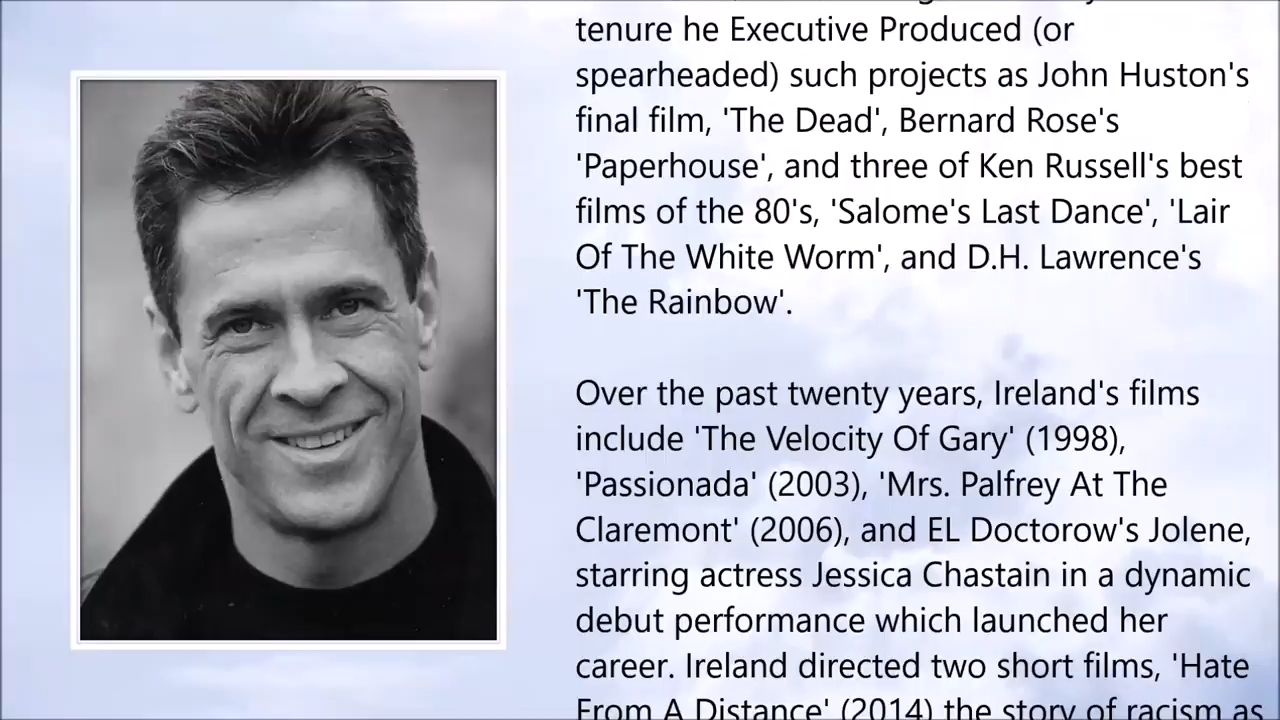 tenure he Executive Produced (or
spearheaded) such projects as John Huston's
final film, 'The Dead', Bernard Rose's
'Paperhouse', and three of Ken Russell's best
films of the 80's, 'Salome's Last Dance', 'Lair
Of The White Worm', and D.H. Lawrence's
'The Rainbow'.
Over the past twenty years, Ireland's films
include 'The Velocity Of Gary' (1998),
'Passionada' (2003), 'Mrs. Palfrey At The
Claremont' (2006), and EL Doctorow's Jolene,
starring actress Jessica Chastain in a dynamic
debut performance which launched her
career. Ireland directed two short films, 'Hate
From A Distance' (2014) the story of racism as